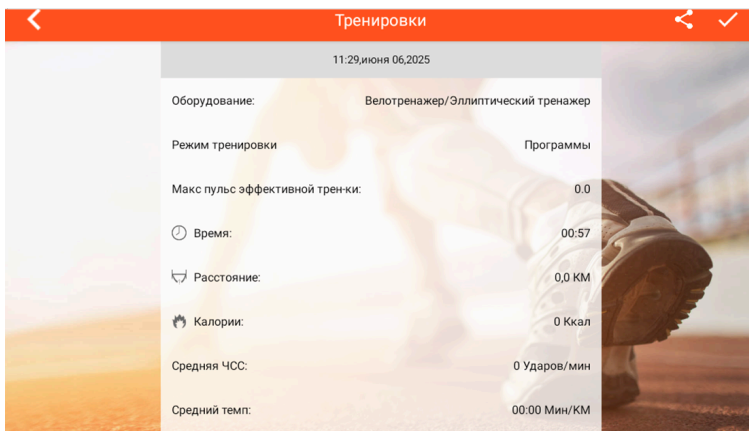 Тренировки
11:29,июня 06,2025
Оборудование: Велотренажер/Эллиптический тренажер
Режим тренировки Программы
Макс пульс эффективной трен-ки: 0.0
Время: 00:57
Расстояние: 0,0 КМ
Калории: 0 Ккал
Средняя ЧСС: 0 Ударов/мин
Средний темп: 00:00 Мин/КМ